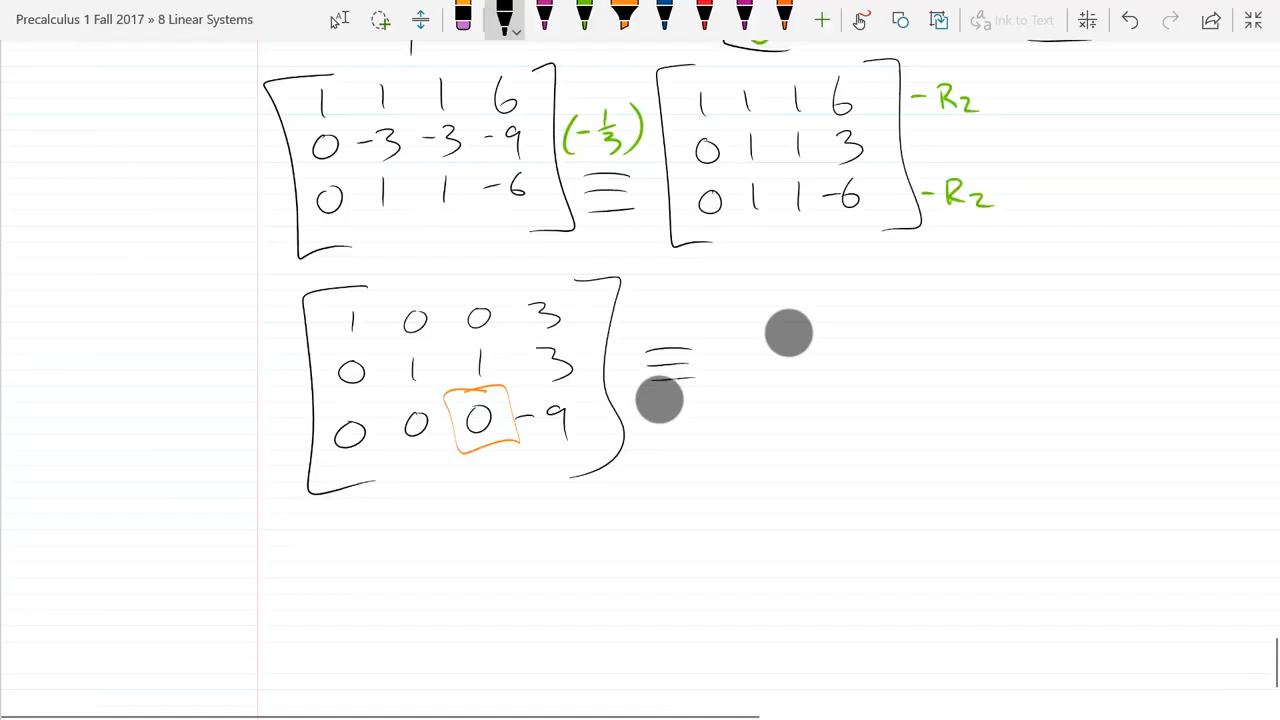 Precalculus 1 Fall 2017 » 8 Linear Systems
Ink to Text
1 1 1 6
0 -3 -3 -9 (-1/3)
0 1 1 -6
≡
1 1 1 6 -R2
0 1 1 3
0 1 1 -6 -R2
1 0 0 3
0 1 1 3
0 0 0 -9
≡